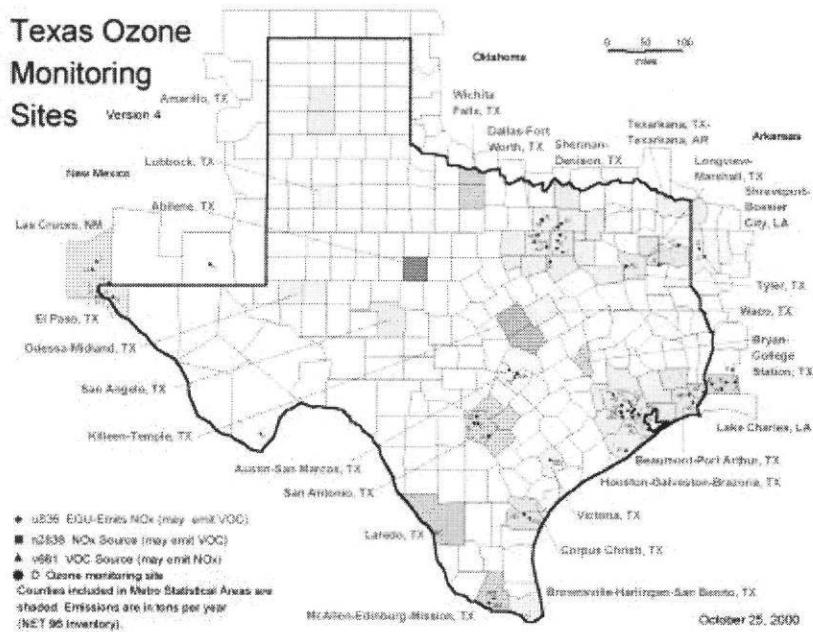 Texas Ozone
Monitoring
Sites Version 4
Oklahoma
0 50 100
miles
Amarillo, TX
Wichita
Falls, TX
Dallas-Fort
Worth, TX
Sherman-
Denison, TX
Texarkana, TX-
Texarkana, AR
Arkansas
Lubbock, TX
Longview-
Marshall, TX
New Mexico
Shreveport-
Bossier
City, LA
Abilene, TX
Las Cruces, NM
Tyler, TX
Waco, TX
El Paso, TX
Bryan-
College
Station, TX
Odessa-Midland, TX
San Angelo, TX
Lake Charles, LA
Killeen-Temple, TX
Beaumont-Port Arthur, TX
Austin-San Marcos, TX
Houston-Galveston-Brazoria, TX
San Antonio, TX
Victoria, TX
Laredo, TX
Corpus Christi, TX
Brownsville-Harlingen-San Benito, TX
McAllen-Edinburg-Mission, TX
EGU-Emits NOx (may emit VOC)
NOx Source (may emit VOC)
VOC Source (may emit NOx)
Ozone monitoring site
Counties included in Metro Statistical Areas are
shaded. Emissions are in tons per year
(NET 96 inventory).
October 25, 2000